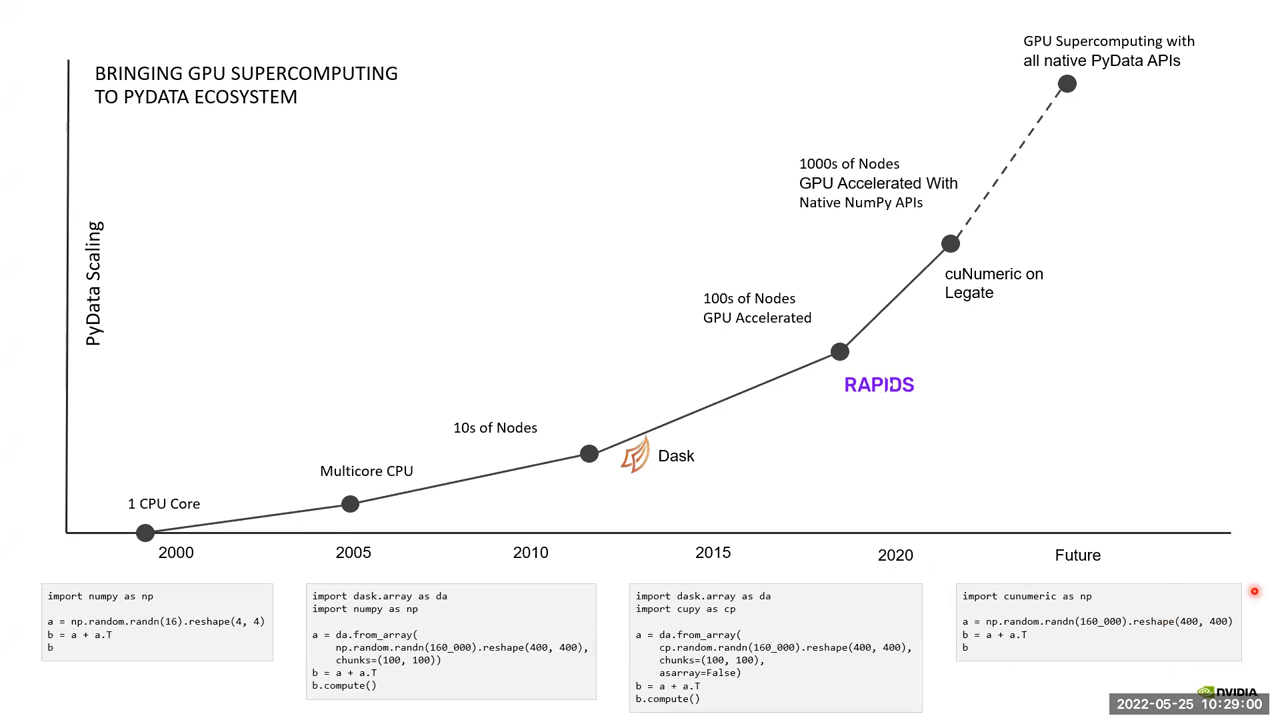 BRINGING GPU SUPERCOMPUTING
TO PYDATA ECOSYSTEM
GPU Supercomputing with
all native PyData APIs
1000s of Nodes
GPU Accelerated With
Native NumPy APIs
PyData Scaling
cuNumeric on
Legate
100s of Nodes
GPU Accelerated
RAPIDS
10s of Nodes
Dask
Multicore CPU
1 CPU Core
2000
2005
2010
2015
2020
Future
import numpy as np
a = np.random.randn(16).reshape(4, 4)
b = a + a.T
b
import dask.array as da
import numpy as np
a = da.from_array(
np.random.randn(160_000).reshape(400, 400),
chunks=(100, 100))
b = a + a.T
b.compute()
import dask.array as da
import cupy as cp
a = da.from_array(
cp.random.randn(160_000).reshape(400, 400),
chunks=(100, 100),
asarray=False)
b = a + a.T
b.compute()
import cunumeric as np
a = np.random.randn(160_000).reshape(400, 400)
b = a + a.T
b
NVIDIA
2022-05-25 10:29:00